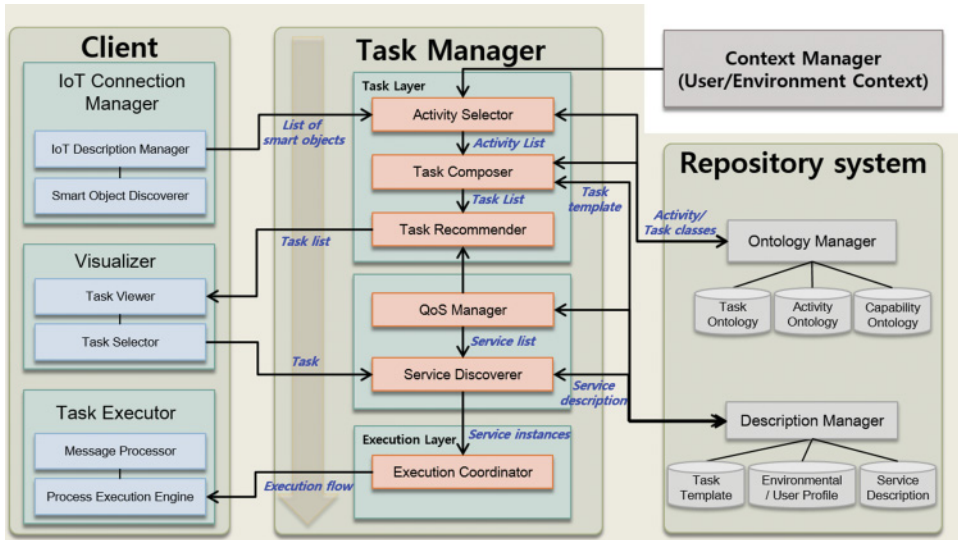 Client
IoT Connection
Manager
IoT Description Manager
Smart Object Discoverer
Visualizer
Task Viewer
Task Selector
Task Executor
Message Processor
Process Execution Engine
List of
smart objects
Task list
Task
Execution flow
Task Manager
Task Layer
Activity Selector
Activity List
Task Composer
Task List
Task
template
Task Recommender
QoS Manager
Service list
Service Discoverer
Service
description
Execution Layer
Service instances
Execution Coordinator
Context Manager
(User/Environment Context)
Repository system
Activity/
Task classes
Ontology Manager
Task
Ontology
Activity
Ontology
Capability
Ontology
Description Manager
Task
Template
Environmental
/ User Profile
Service
Description